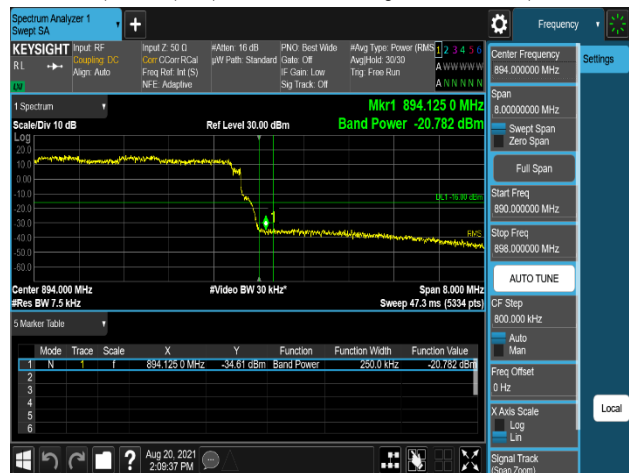 Spectrum Analyzer 1
Swept SA
+
Frequency
KEYSIGHT
Input: RF
Input Z: 50 Ω
#Atten: 16 dB
PNO: Best Wide
#Avg Type: Power (RMS
1 2 3 4 5 6
RL
Coupling: DC
Corr CCorr RCal
µW Path: Standard
Gate: Off
Avg|Hold: 30/30
A W W W W W
Align: Auto
Freq Ref: Int (S)
IF Gain: Low
Trig: Free Run
NFE: Adaptive
Sig Track: Off
A N N N N N
LXI
1 Spectrum
Mkr1 894.125 0 MHz
Scale/Div 10 dB
Ref Level 30.00 dBm
Band Power -20.782 dBm
Log
20.0
10.0
0.00
-10.0
DL1 -16.00 dBm
-20.0
1
-30.0
RMS
-40.0
-50.0
-60.0
Center 894.000 MHz
#Video BW 30 kHz*
Span 8.000 MHz
#Res BW 7.5 kHz
Sweep 47.3 ms (5334 pts)
5 Marker Table
Mode Trace Scale X Y Function Function Width Function Value
1 N 1 f 894.125 0 MHz -34.61 dBm Band Power 250.0 kHz -20.782 dBm
2
3
4
5
6
?
Aug 20, 2021
2:09:37 PM
Center Frequency
894.000000 MHz
Settings
Span
8.00000000 MHz
Swept Span
Zero Span
Full Span
Start Freq
890.000000 MHz
Stop Freq
898.000000 MHz
AUTO TUNE
CF Step
800.000 kHz
Auto
Man
Freq Offset
0 Hz
X Axis Scale
Log
Lin
Local
Signal Track
(Span Zoom)